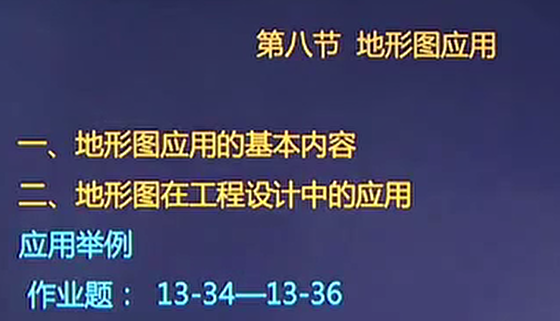 第八节 地形图应用
一、地形图应用的基本内容
二、地形图在工程设计中的应用
应用举例
作业题： 13-34—13-36